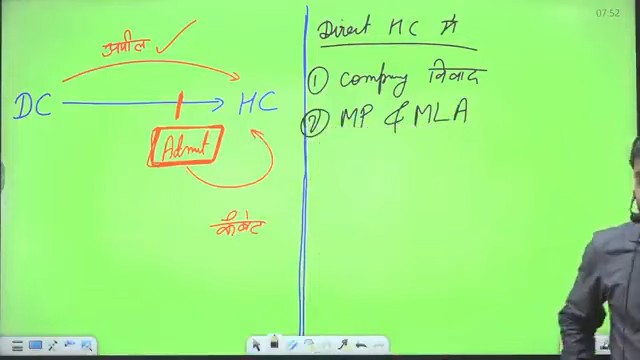 07:52
अपील ✓
DC HC
Admit
कैवेट
Direct HC में
① Company विवाद
② MP & MLA